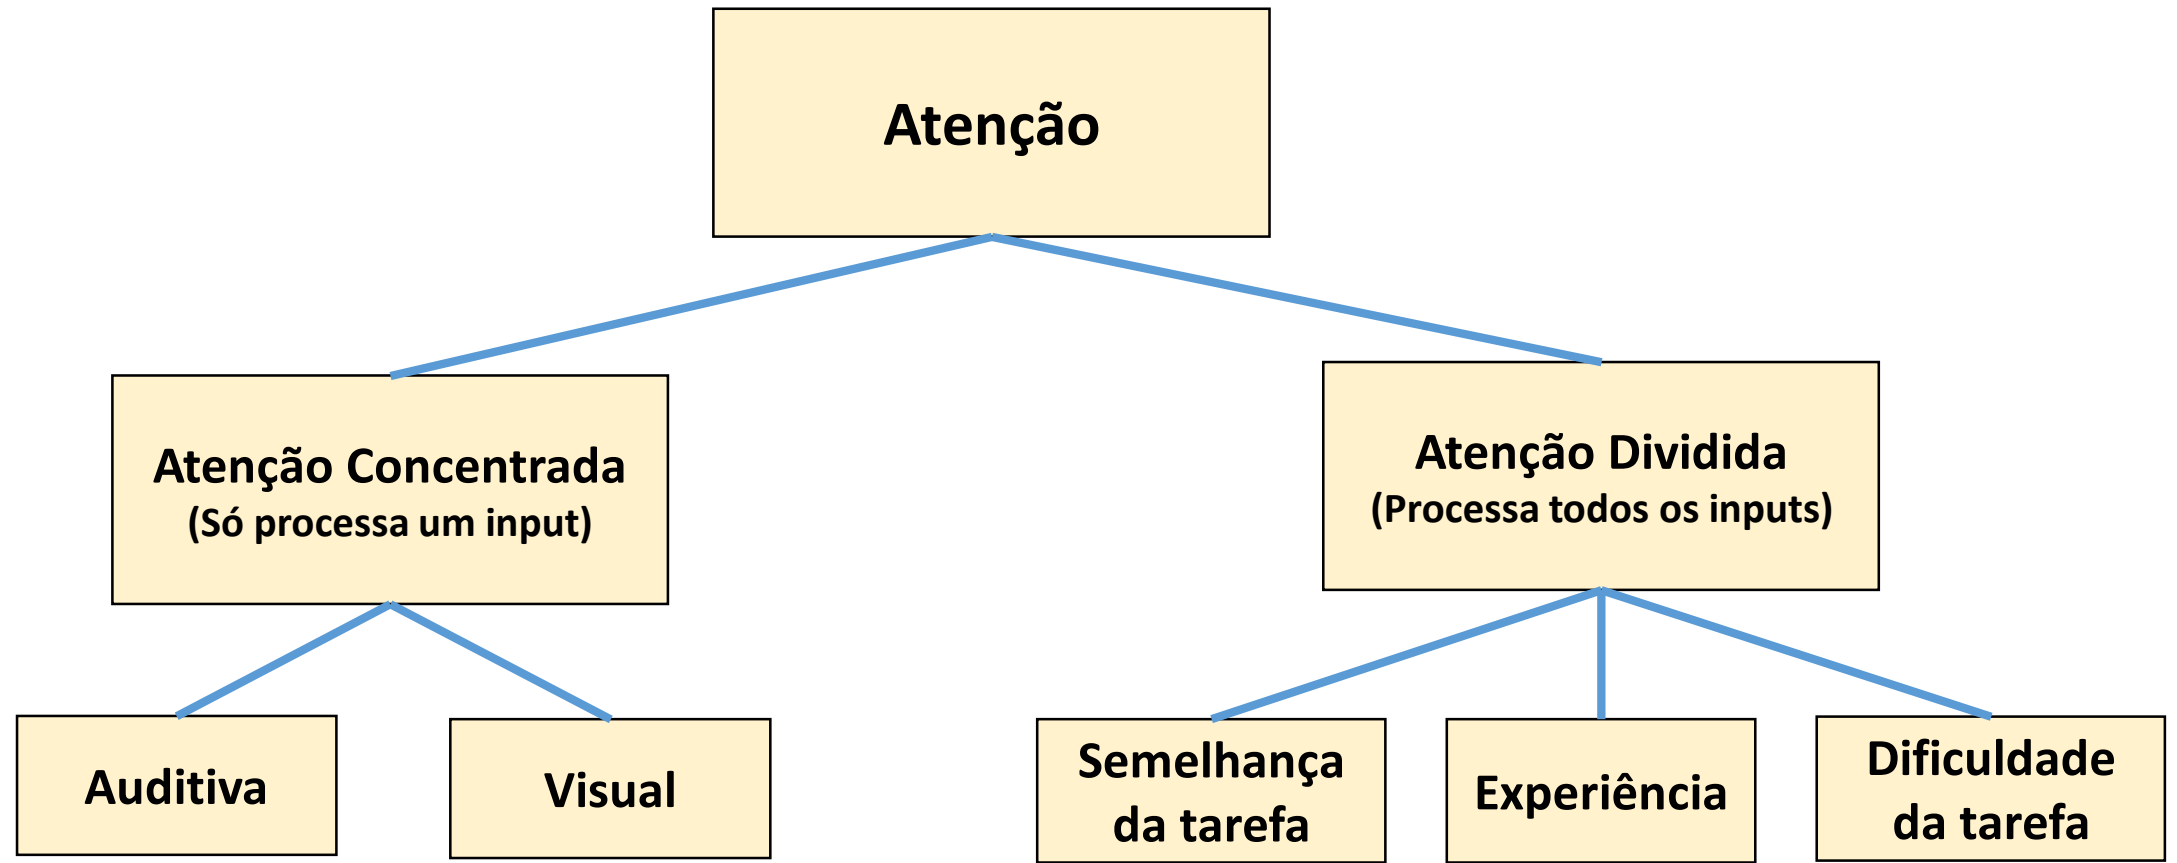 Atenção
Atenção Concentrada
(Só processa um input)
Atenção Dividida
(Processa todos os inputs)
Auditiva
Visual
Semelhança
da tarefa
Experiência
Dificuldade
da tarefa